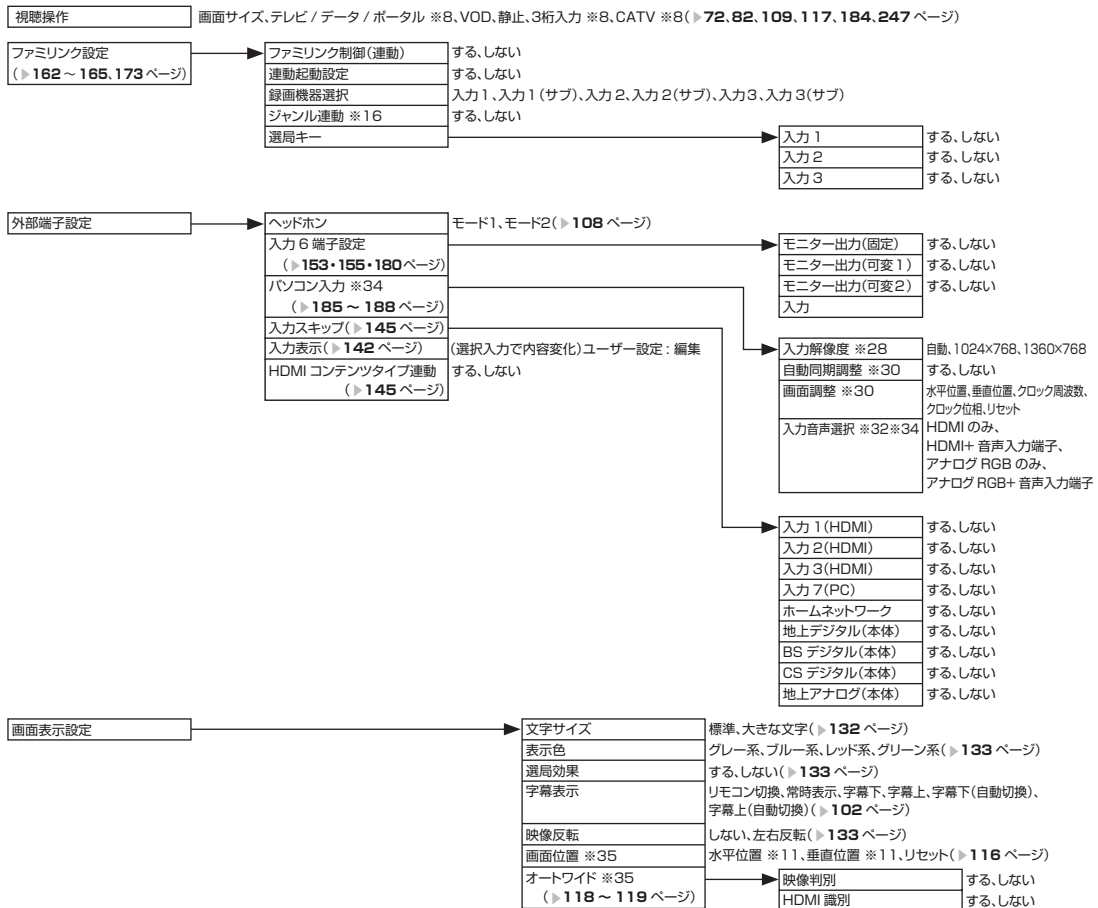 視聴操作 画面サイズ、テレビ / データ / ポータル ※8、VOD、静止、3桁入力 ※8、CATV ※8(▶72、82、109、117、184、247 ページ)
ファミリンク設定
(▶162~165、173 ページ)
ファミリンク制御(連動) する、しない
連動起動設定 する、しない
録画機器選択 入力1、入力1(サブ)、入力2、入力2(サブ)、入力3、入力3(サブ)
ジャンル連動 ※16 する、しない
選局キー
入力 1 する、しない
入力 2 する、しない
入力 3 する、しない
外部端子設定
ヘッドホン モード1、モード2(▶108 ページ)
入力 6 端子設定
(▶153・155・180ページ)
パソコン入力 ※34
(▶185 ~ 188 ページ)
入力スキップ(▶145 ページ)
入力表示(▶142 ページ) (選択入力で内容変化)ユーザー設定 : 編集
HDMI コンテンツタイプ連動 する、しない
(▶145 ページ)
モニター出力(固定) する、しない
モニター出力(可変1) する、しない
モニター出力(可変2) する、しない
入力
入力解像度 ※28 自動、1024×768、1360×768
自動同期調整 ※30 する、しない
画面調整 ※30 水平位置、垂直位置、クロック周波数、
クロック位相、リセット
入力音声選択 ※32※34 HDMI のみ、
HDMI+ 音声入力端子、
アナログ RGB のみ、
アナログ RGB+ 音声入力端子
入力 1(HDMI) する、しない
入力 2(HDMI) する、しない
入力 3(HDMI) する、しない
入力 7(PC) する、しない
ホームネットワーク する、しない
地上デジタル(本体) する、しない
BS デジタル(本体) する、しない
CS デジタル(本体) する、しない
地上アナログ(本体) する、しない
画面表示設定
文字サイズ 標準、大きな文字(▶132 ページ)
表示色 グレー系、ブルー系、レッド系、グリーン系(▶133 ページ)
選局効果 する、しない(▶133 ページ)
字幕表示 リモコン切換、常時表示、字幕下、字幕上、字幕下(自動切換)、
字幕上(自動切換)(▶102 ページ)
映像反転 しない、左右反転(▶133 ページ)
画面位置 ※35 水平位置 ※11、垂直位置 ※11、リセット(▶116 ページ)
オートワイド ※35
(▶118 ~ 119 ページ)
映像判別 する、しない
HDMI 識別 する、しない